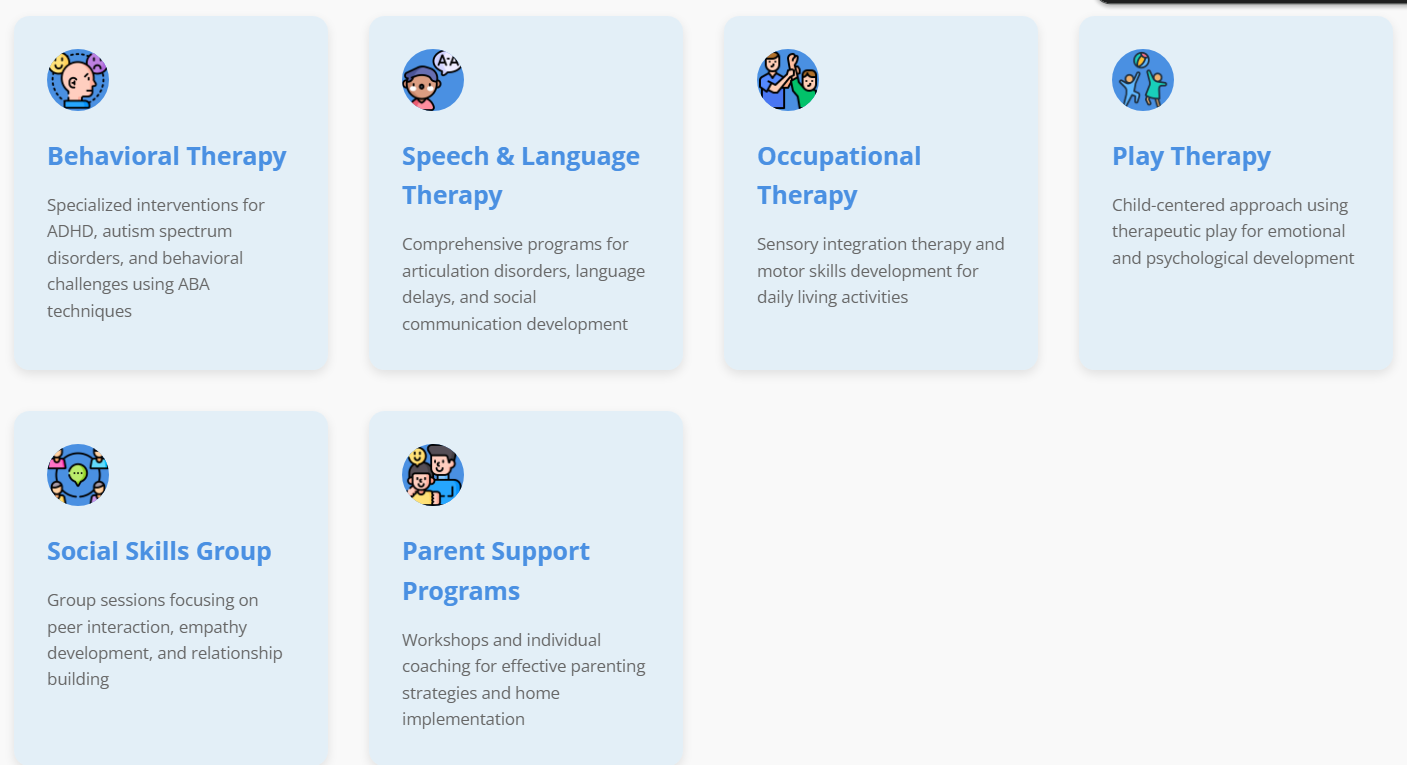 A-A
Behavioral Therapy
Specialized interventions for
ADHD, autism spectrum
disorders, and behavioral
challenges using ABA
techniques
Speech & Language
Therapy
Comprehensive programs for
articulation disorders, language
delays, and social
communication development
Occupational
Therapy
Sensory integration therapy and
motor skills development for
daily living activities
Play Therapy
Child-centered approach using
therapeutic play for emotional
and psychological development
Social Skills Group
Group sessions focusing on
peer interaction, empathy
development, and relationship
building
Parent Support
Programs
Workshops and individual
coaching for effective parenting
strategies and home
implementation